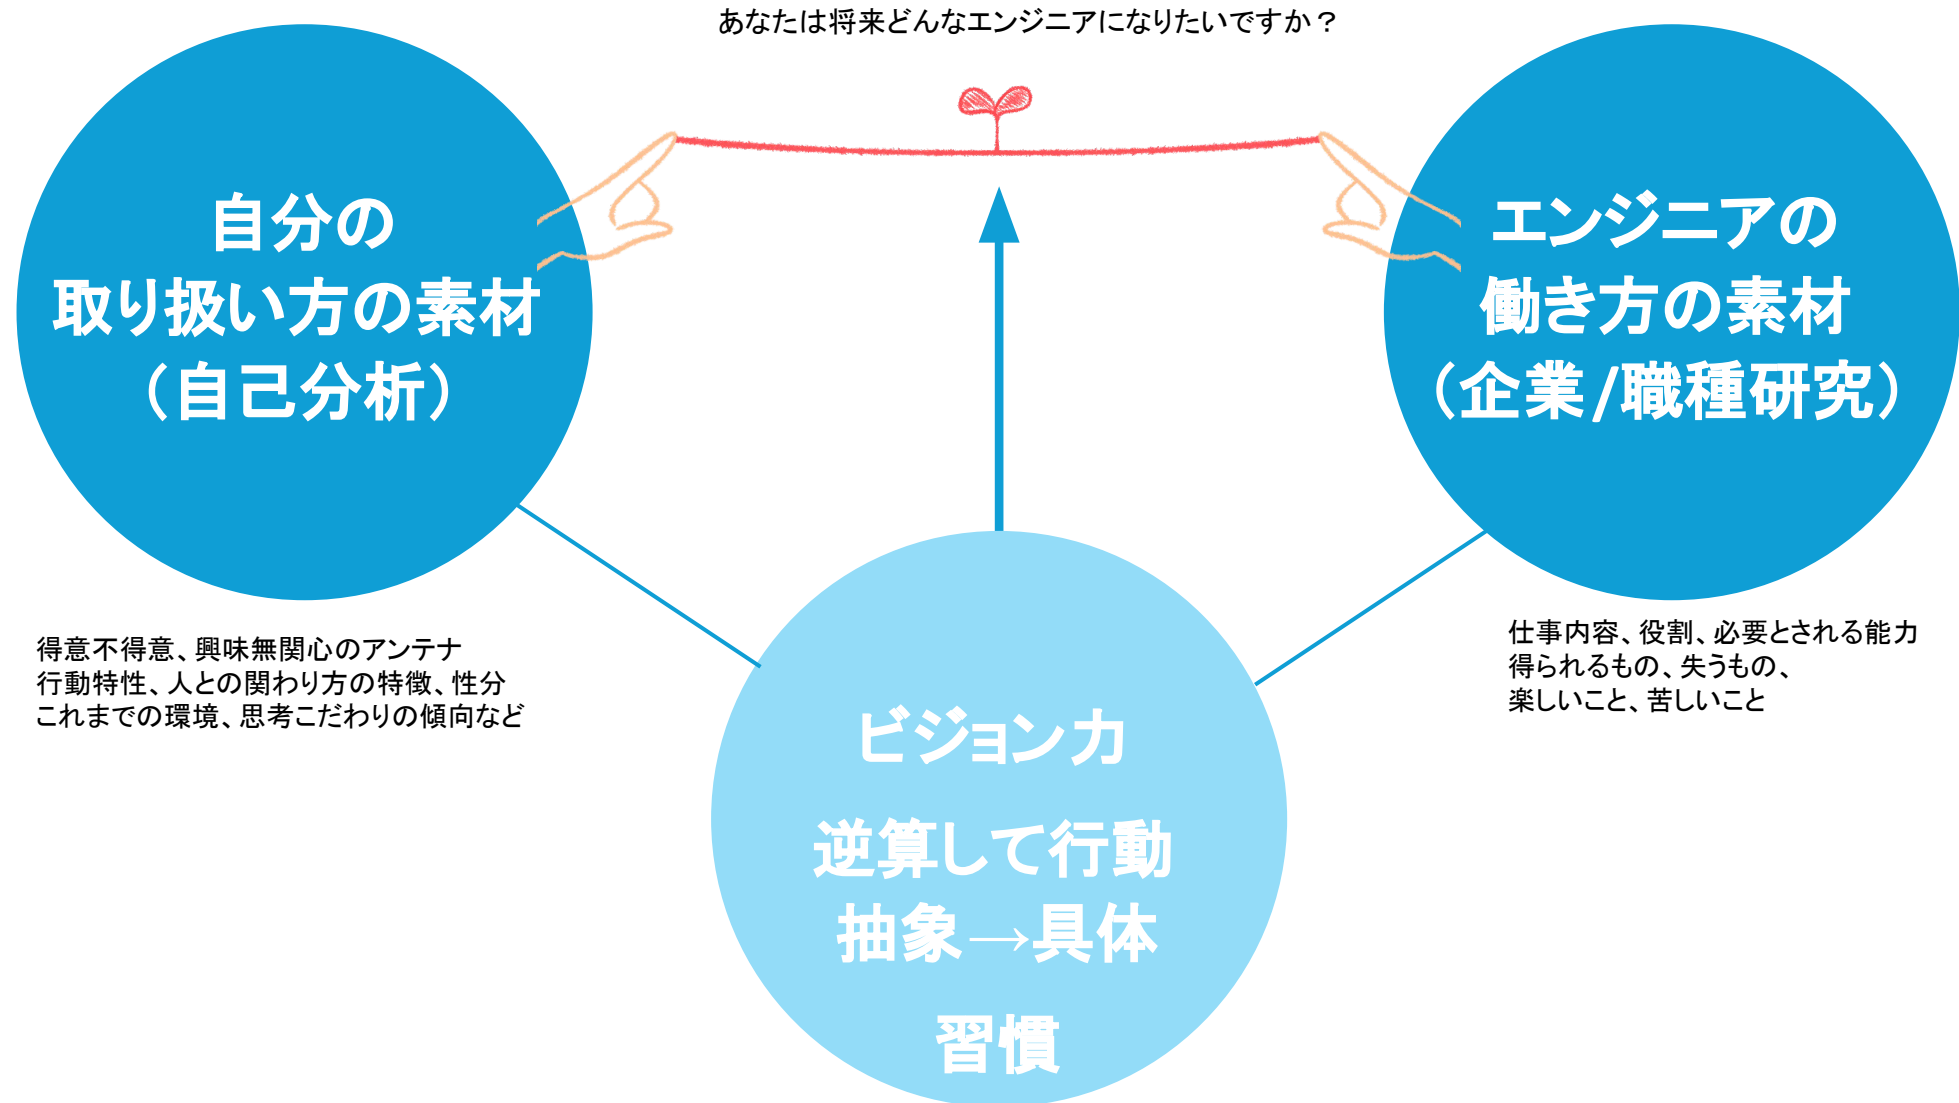 あなたは将来どんなエンジニアになりたいですか？
自分の
取り扱い方の素材
（自己分析）
エンジニアの
働き方の素材
（企業/職種研究）
得意不得意、興味無関心のアンテナ
行動特性、人との関わり方の特徴、性分
これまでの環境、思考こだわりの傾向など
仕事内容、役割、必要とされる能力
得られるもの、失うもの、
楽しいこと、苦しいこと
ビジョン力
逆算して行動
抽象→具体
習慣